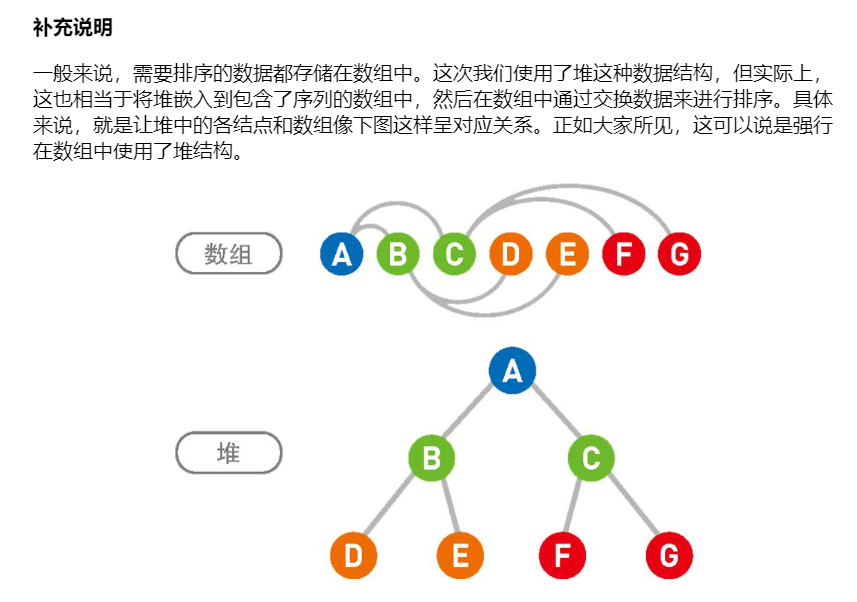 补充说明
一般来说，需要排序的数据都存储在数组中。这次我们使用了堆这种数据结构，但实际上，
这也相当于将堆嵌入到包含了序列的数组中，然后在数组中通过交换数据来进行排序。具体
来说，就是让堆中的各结点和数组像下图这样呈对应关系。正如大家所见，这可以说是强行
在数组中使用了堆结构。
数组 A B C D E F G
A
堆
B C
D E F G